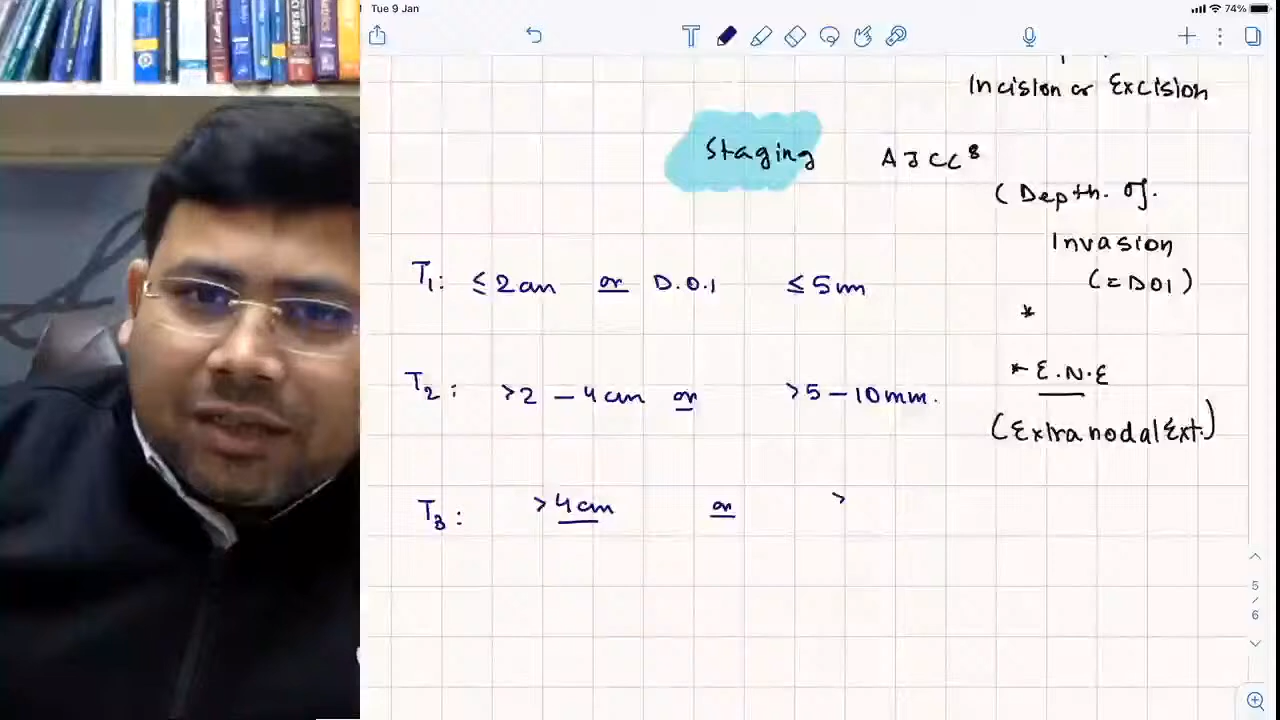 Tue 9 Jan
74%
Incision or Excision
Staging AJCC8
(Depth. Of.
Invasion
(= DOI)
T1: ≤ 2cm or D.O.I ≤ 5m
*
* E.N.E
T2: >2 – 4cm or >5 – 10mm.
(Extranodal Ext.)
T3: >4cm or >
5
/
6